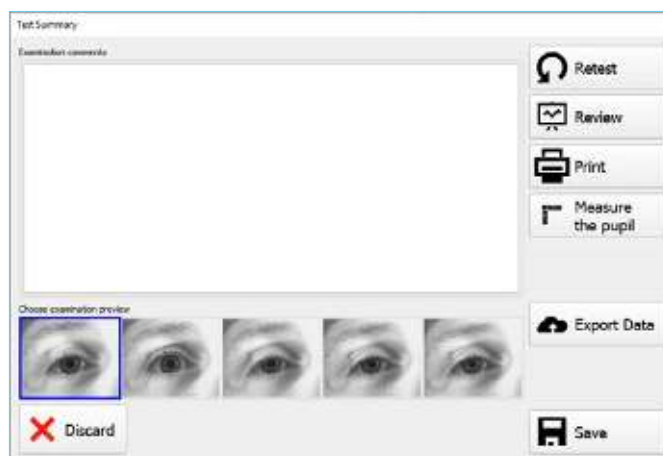 Test Summary
Examination comments
Retest
Review
Print
Measure
the pupil
Choose examination preview
Export Data
Discard
Save